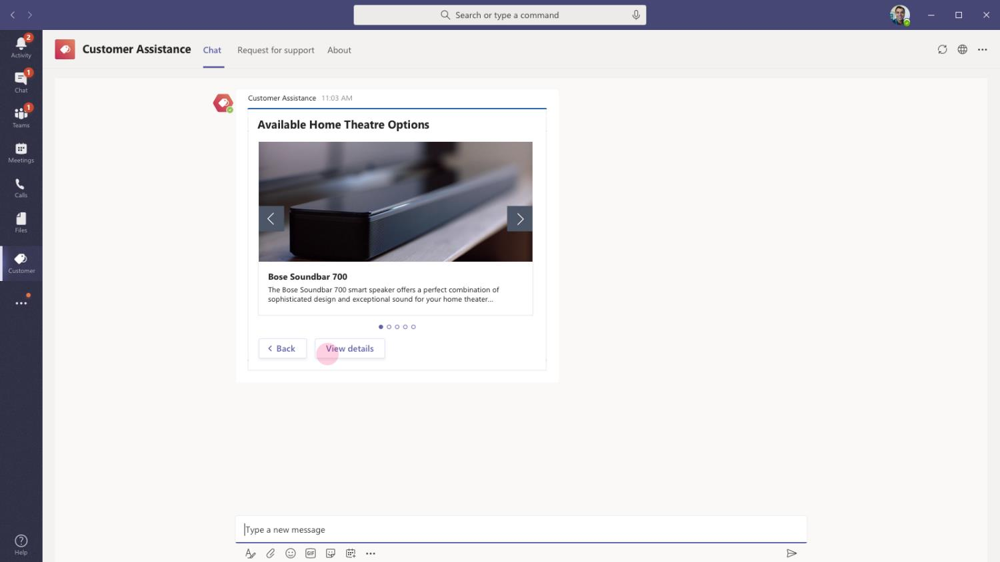 Search or type a command
2
Activity
1
Chat
1
Teams
Meetings
Calls
Files
Customer
Help
Customer Assistance
Chat
Request for support
About
Customer Assistance 11:03 AM
Available Home Theatre Options
Bose Soundbar 700
The Bose Soundbar 700 smart speaker offers a perfect combination of
sophisticated design and exceptional sound for your home theater...
Back
View details
Type a new message
GIF